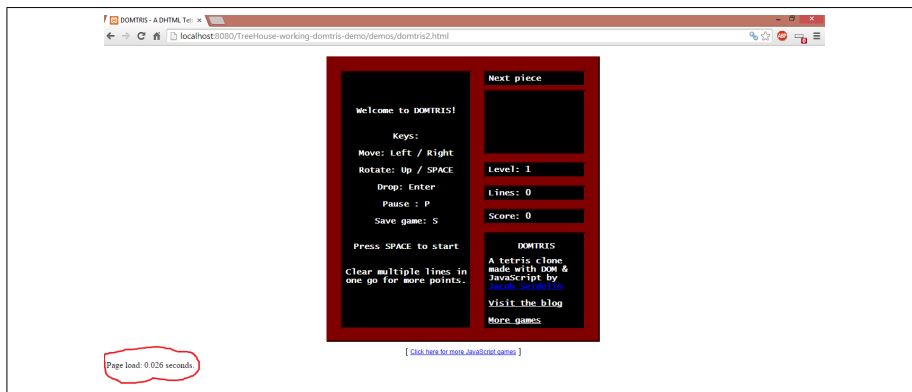 DOMTRIS - A DHTML Tet
localhost:8080/TreeHouse-working-domtris-demo/demos/domtris2.html
ABP
0
Welcome to DOMTRIS!
Keys:
Move: Left / Right
Rotate: Up / SPACE
Drop: Enter
Pause : P
Save game: S
Press SPACE to start
Clear multiple lines in
one go for more points.
Next piece
Level: 1
Lines: 0
Score: 0
DOMTRIS
A tetris clone
made with DOM &
JavaScript by
Jacob Seidelin
Visit the blog
More games
[ Click here for more JavaScript games ]
Page load: 0.026 seconds.